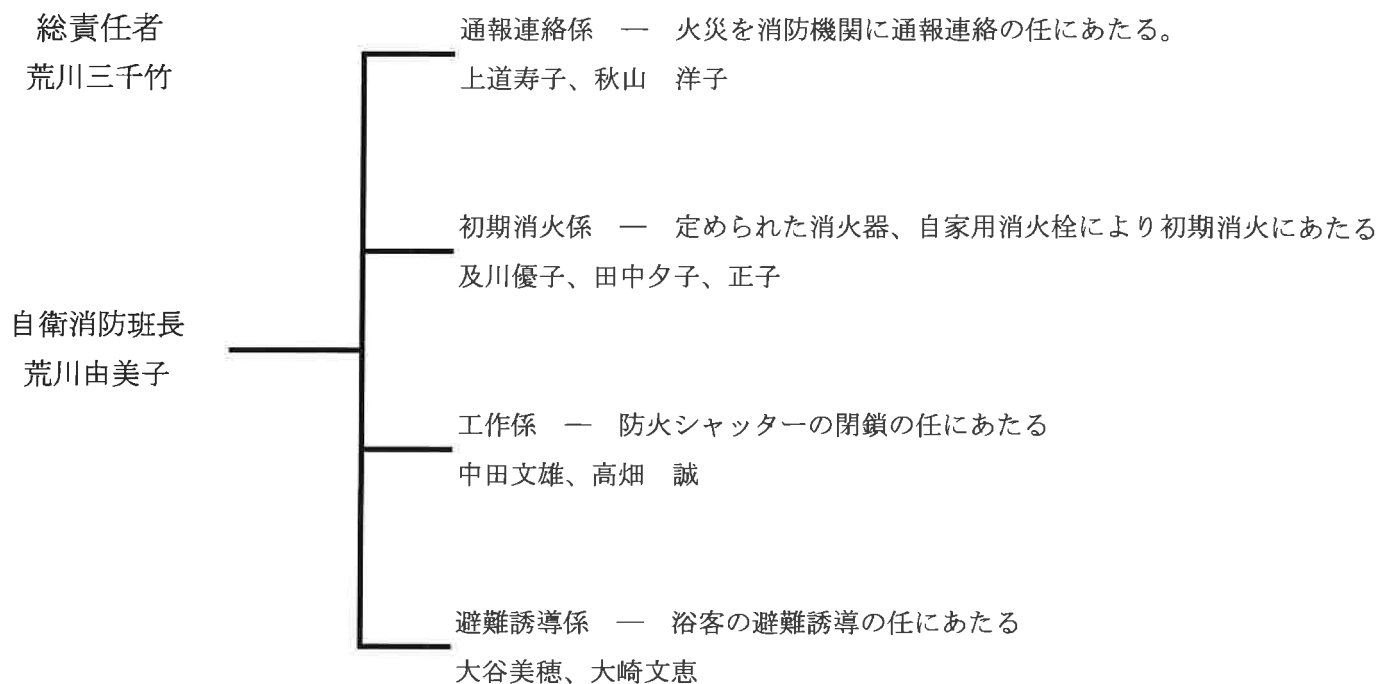 総責任者
荒川三千竹
通報連絡係　―　火災を消防機関に通報連絡の任にあたる。
上道寿子、秋山　洋子
初期消火係　―　定められた消火器、自家用消火栓により初期消火にあたる
及川優子、田中夕子、正子
自衛消防班長
荒川由美子
工作係　―　防火シャッターの閉鎖の任にあたる
中田文雄、高畑　誠
避難誘導係　―　浴客の避難誘導の任にあたる
大谷美穂、大崎文恵